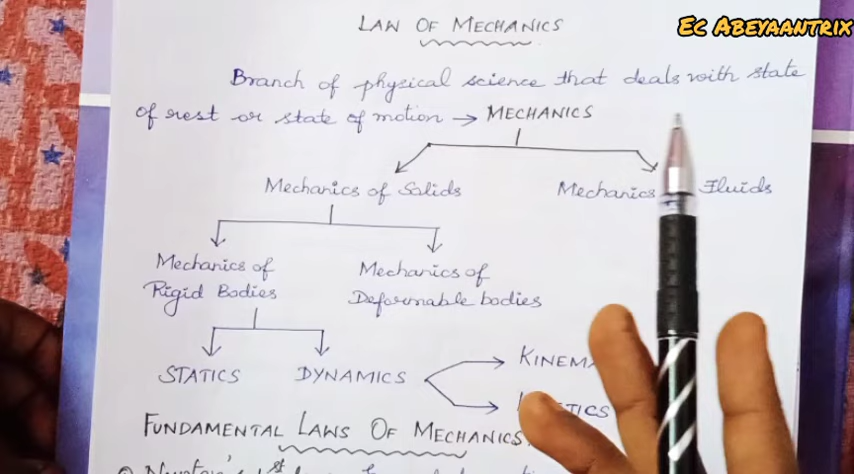 LAW OF MECHANICS
EC ABEYAANTRIX
Branch of physical science that deals with state
of rest or state of motion → MECHANICS
Mechanics of Solids
Mechanics Fluids
Mechanics of
Rigid Bodies
Mechanics of
Deformable bodies
STATICS
DYNAMICS
FUNDAMENTAL LAWS OF MECHANICS